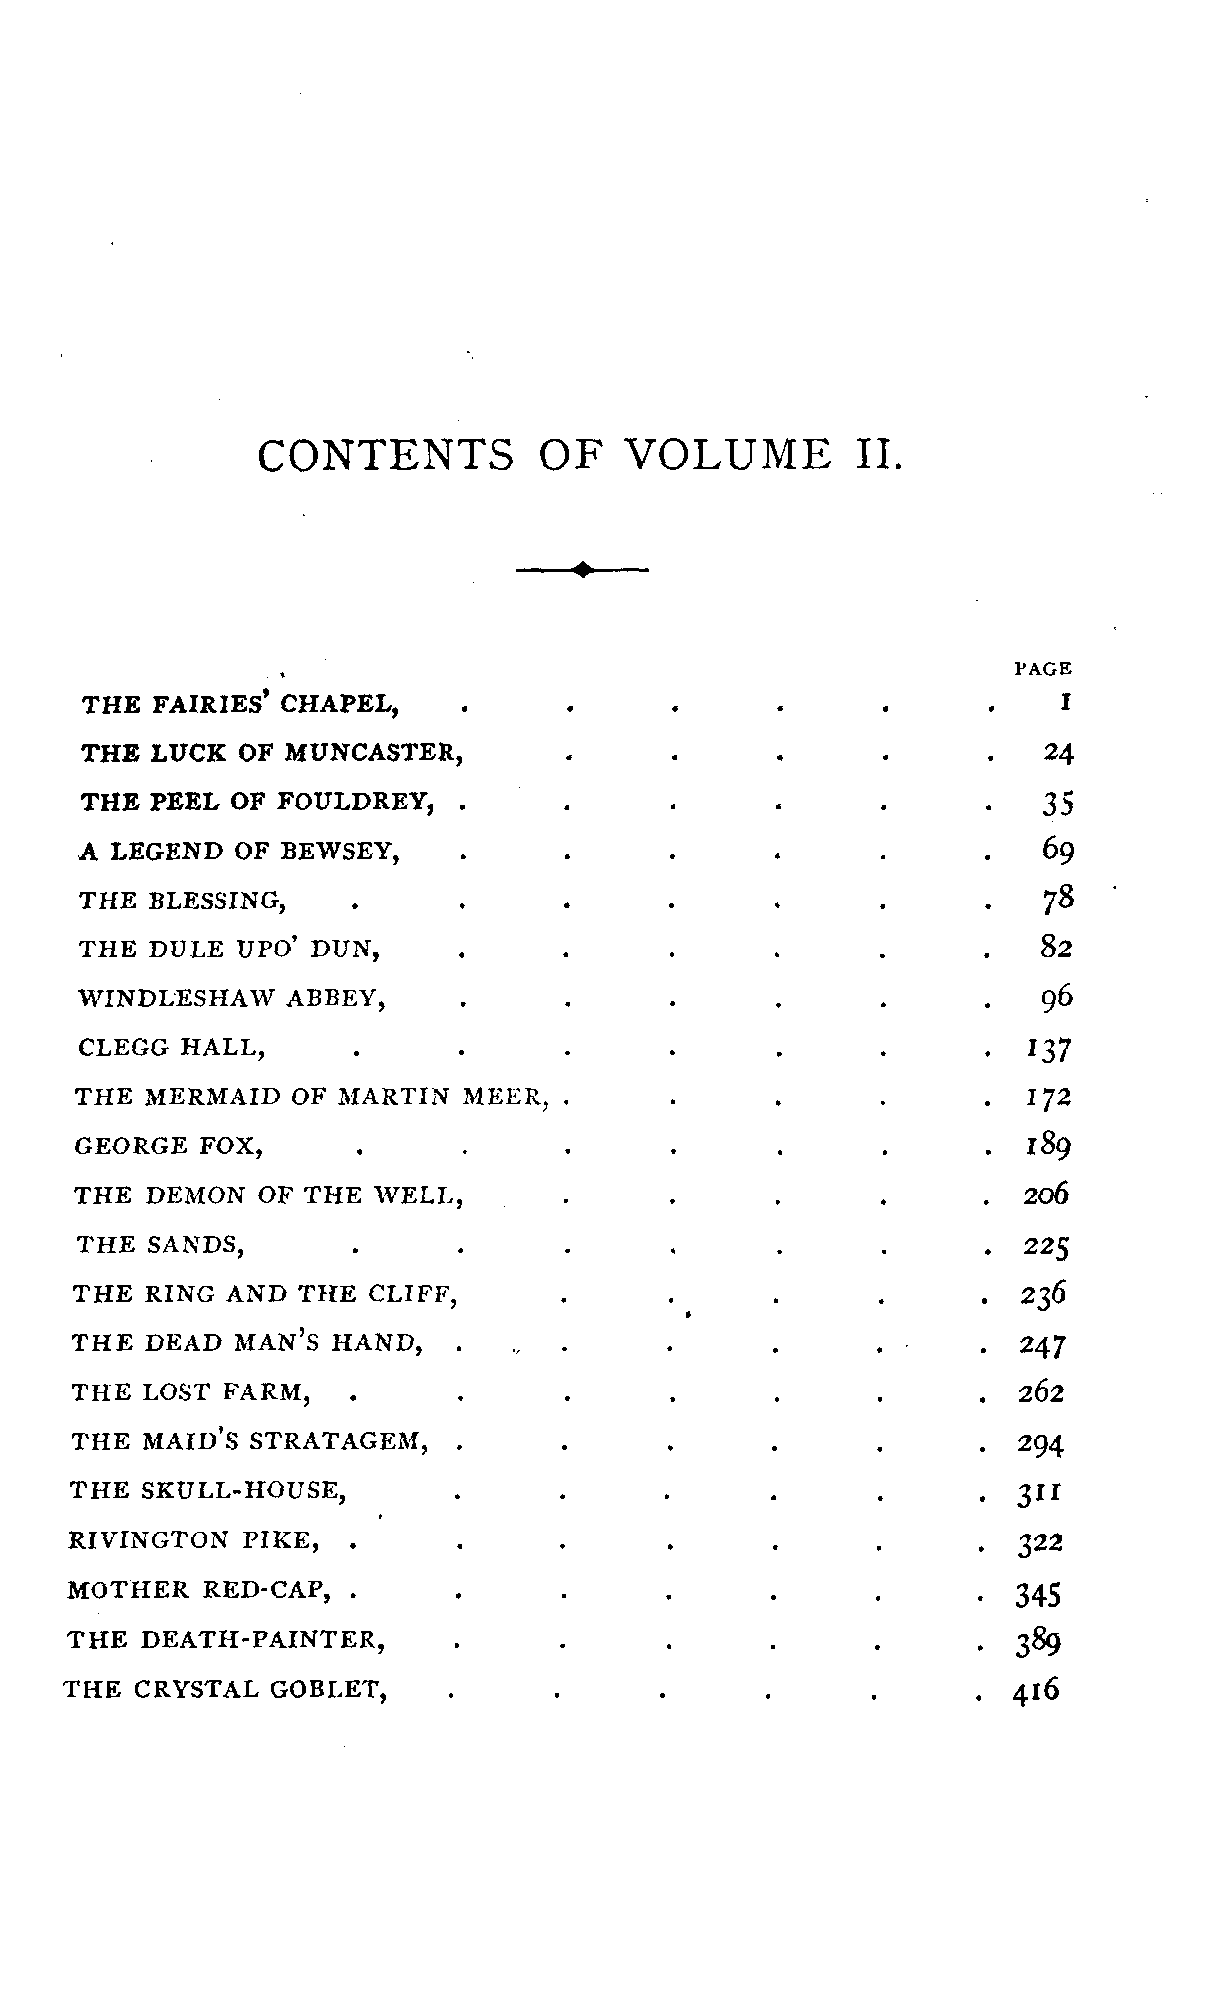 CONTENTS OF VOLUME II.
PAGE
THE FAIRIES' CHAPEL, . . . . . . 1
THE LUCK OF MUNCASTER, . . . . . 24
THE PEEL OF FOULDREY, . . . . . . 35
A LEGEND OF BEWSEY, . . . . . . 69
THE BLESSING, . . . . . . . 78
THE DULE UPO' DUN, . . . . . . 82
WINDLESHAW ABBEY, . . . . . . 96
CLEGG HALL, . . . . . . . 137
THE MERMAID OF MARTIN MEER, . . . . . 172
GEORGE FOX, . . . . . . . 189
THE DEMON OF THE WELL, . . . . . 206
THE SANDS, . . . . . . . 225
THE RING AND THE CLIFF, . . . . . 236
THE DEAD MAN'S HAND, . . . . . . 247
THE LOST FARM, . . . . . . . 262
THE MAID'S STRATAGEM, . . . . . . 294
THE SKULL-HOUSE, . . . . . . 311
RIVINGTON PIKE, . . . . . . . 322
MOTHER RED-CAP, . . . . . . . 345
THE DEATH-PAINTER, . . . . . . 389
THE CRYSTAL GOBLET, . . . . . . 416